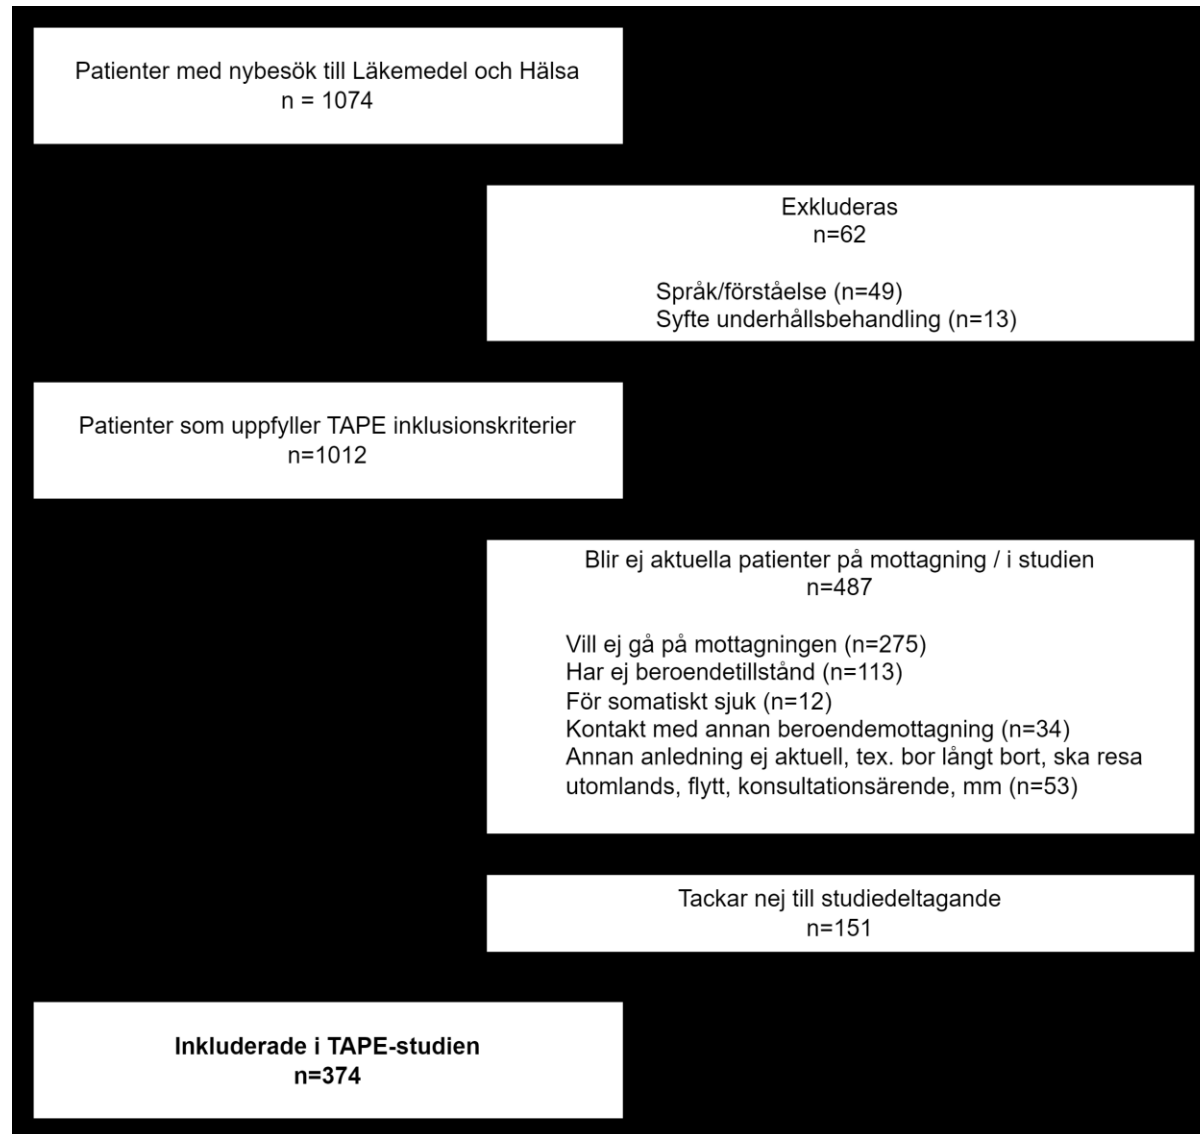 Patienter med nybesök till Läkemedel och Hälsa
n = 1074
Exkluderas
n=62
Språk/förståelse (n=49)
Syfte underhållsbehandling (n=13)
Patienter som uppfyller TAPE inklusionskriterier
n=1012
Blir ej aktuella patienter på mottagning / i studien
n=487
Vill ej gå på mottagningen (n=275)
Har ej beroendetillstånd (n=113)
För somatiskt sjuk (n=12)
Kontakt med annan beroendemottagning (n=34)
Annan anledning ej aktuell, tex. bor långt bort, ska resa
utomlands, flytt, konsultationsärende, mm (n=53)
Tackar nej till studiedeltagande
n=151
Inkluderade i TAPE-studien
n=374